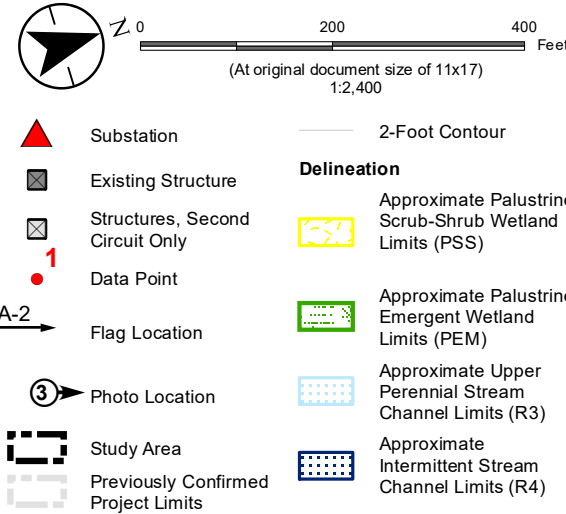 N
0 200 400
Feet
(At original document size of 11x17)
1:2,400
Substation
Existing Structure
Structures, Second
Circuit Only
1
Data Point
A-2
Flag Location
3
Photo Location
Study Area
Previously Confirmed
Project Limits
2-Foot Contour
Delineation
Approximate Palustrine
Scrub-Shrub Wetland
Limits (PSS)
Approximate Palustrine
Emergent Wetland
Limits (PEM)
Approximate Upper
Perennial Stream
Channel Limits (R3)
Approximate
Intermittent Stream
Channel Limits (R4)